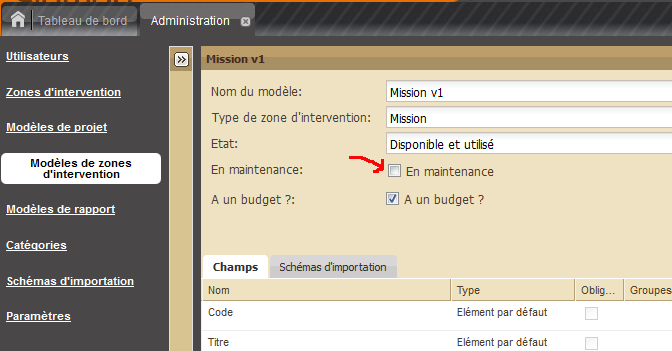 Tableau de bord
Administration
Utilisateurs
Zones d'intervention
Modèles de projet
Modèles de zones
d'intervention
Modèles de rapport
Catégories
Schémas d'importation
Paramètres
Mission v1
Nom du modèle: Mission v1
Type de zone d'intervention: Mission
Etat: Disponible et utilisé
En maintenance: En maintenance
A un budget ?: A un budget ?
Champs Schémas d'importation
Nom Type Oblig... Groupes
Code Elément par défaut
Titre Elément par défaut